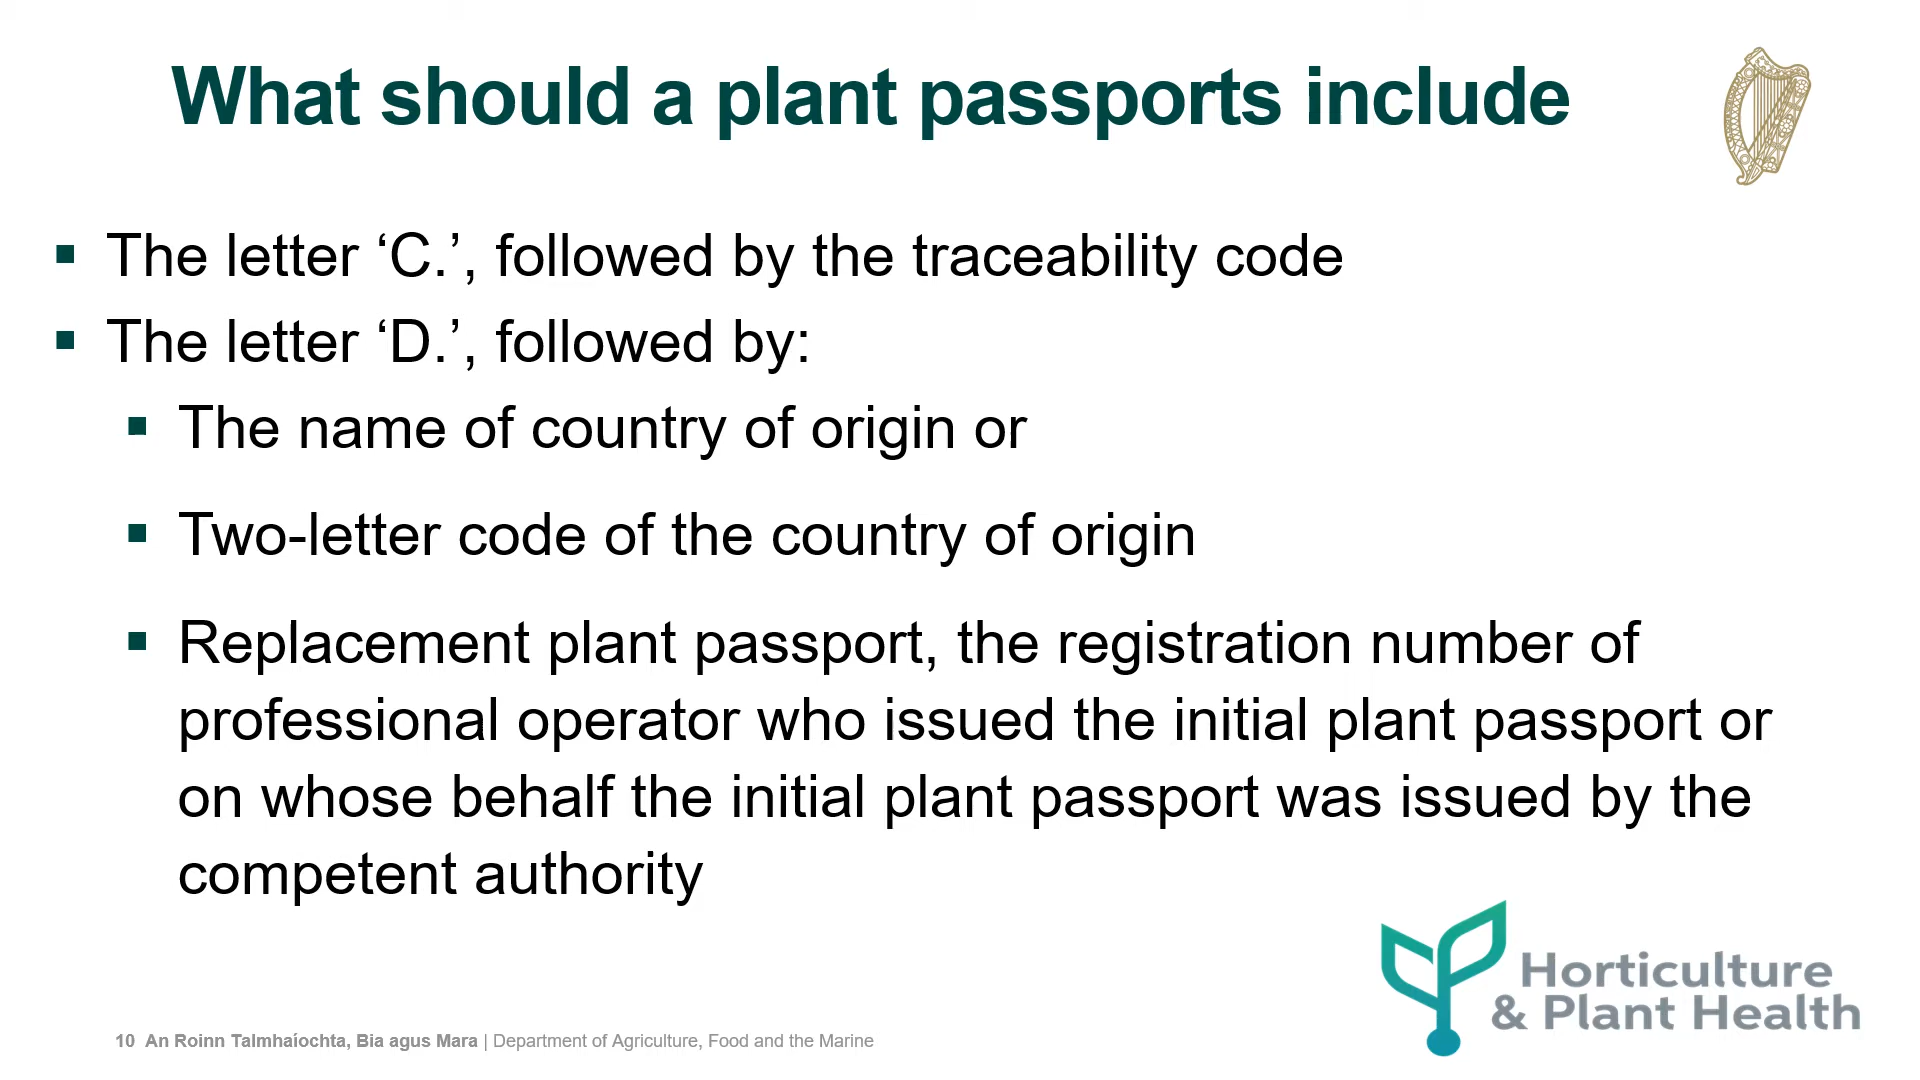 What should a plant passports include
▪ The letter ‘C.’, followed by the traceability code
▪ The letter ‘D.’, followed by:
▪ The name of country of origin or
▪ Two-letter code of the country of origin
▪ Replacement plant passport, the registration number of
professional operator who issued the initial plant passport or
on whose behalf the initial plant passport was issued by the
competent authority
Horticulture
& Plant Health
10 An Roinn Talmhaíochta, Bia agus Mara | Department of Agriculture, Food and the Marine